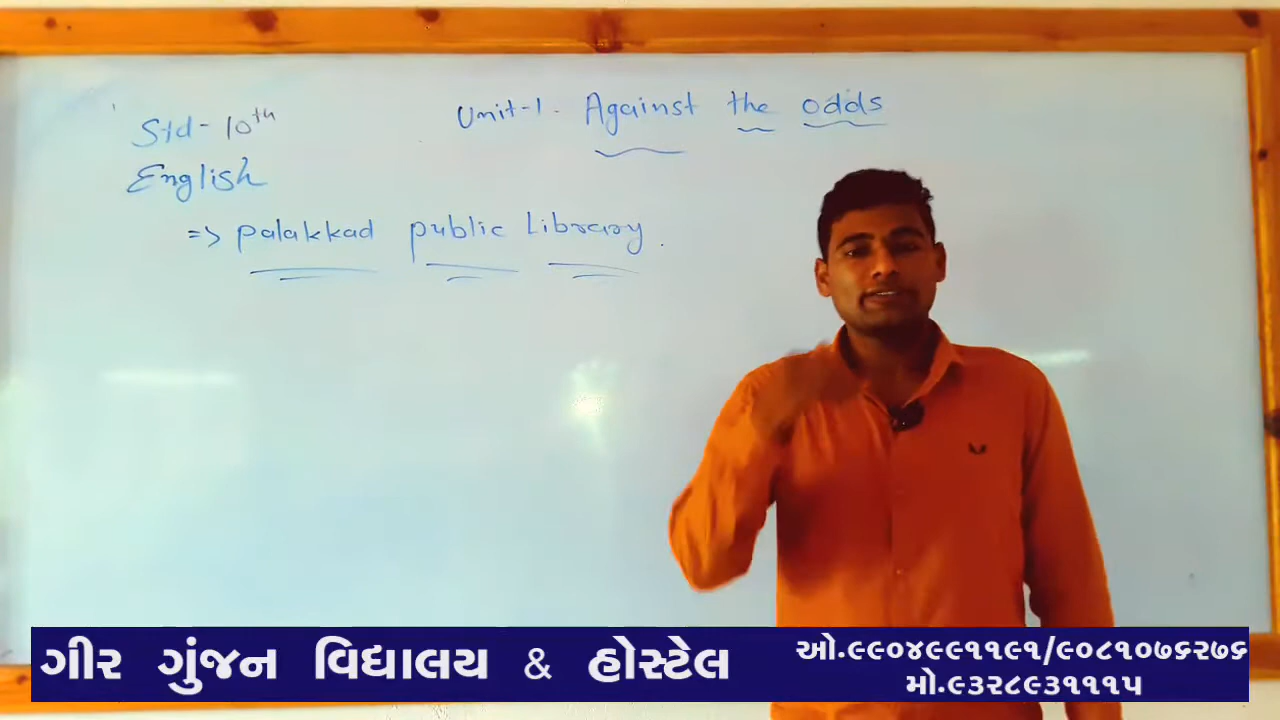 Std - 10th
Unit-1. Against the odds
English
=> palakkad public Library.
ગીર ગુંજન વિદ્યાલય & હોસ્ટેલ
ઓ.૯૯૦૪૯૯૧૧૯૧/૯૦૮૧૦૭૬૨૭૬
મો.૯૩૨૮૯૩૧૧૧૫